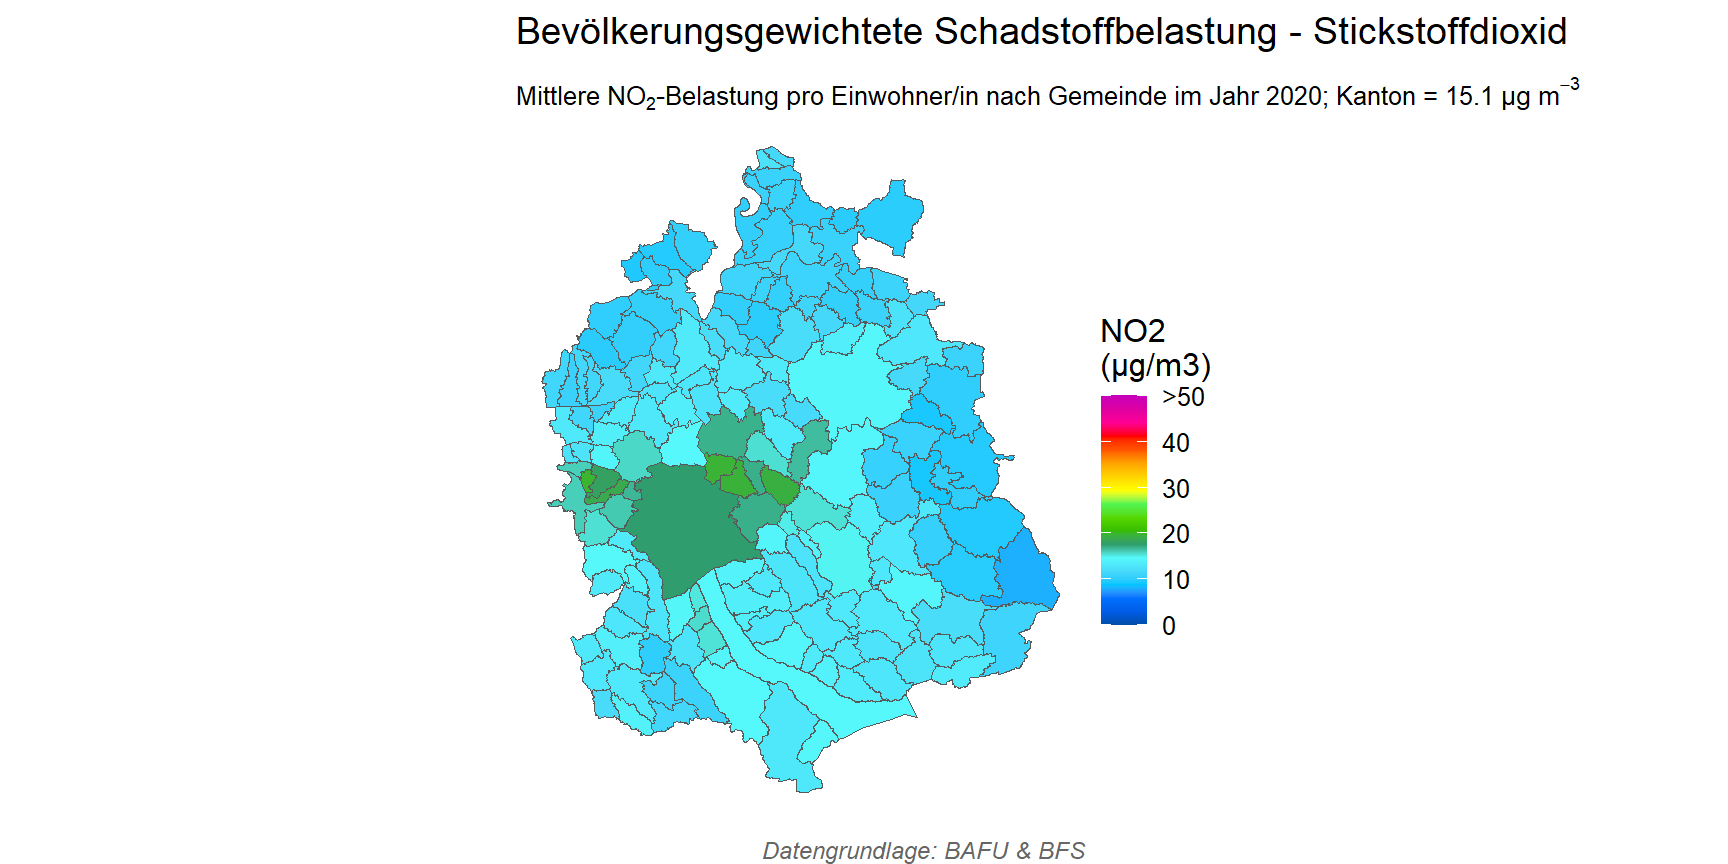 Bevölkerungsgewichtete Schadstoffbelastung - Stickstoffdioxid
Mittlere NO₂-Belastung pro Einwohner/in nach Gemeinde im Jahr 2020; Kanton = 15.1 µg m⁻³
NO2
(µg/m3)
>50
40
30
20
10
0
Datengrundlage: BAFU & BFS